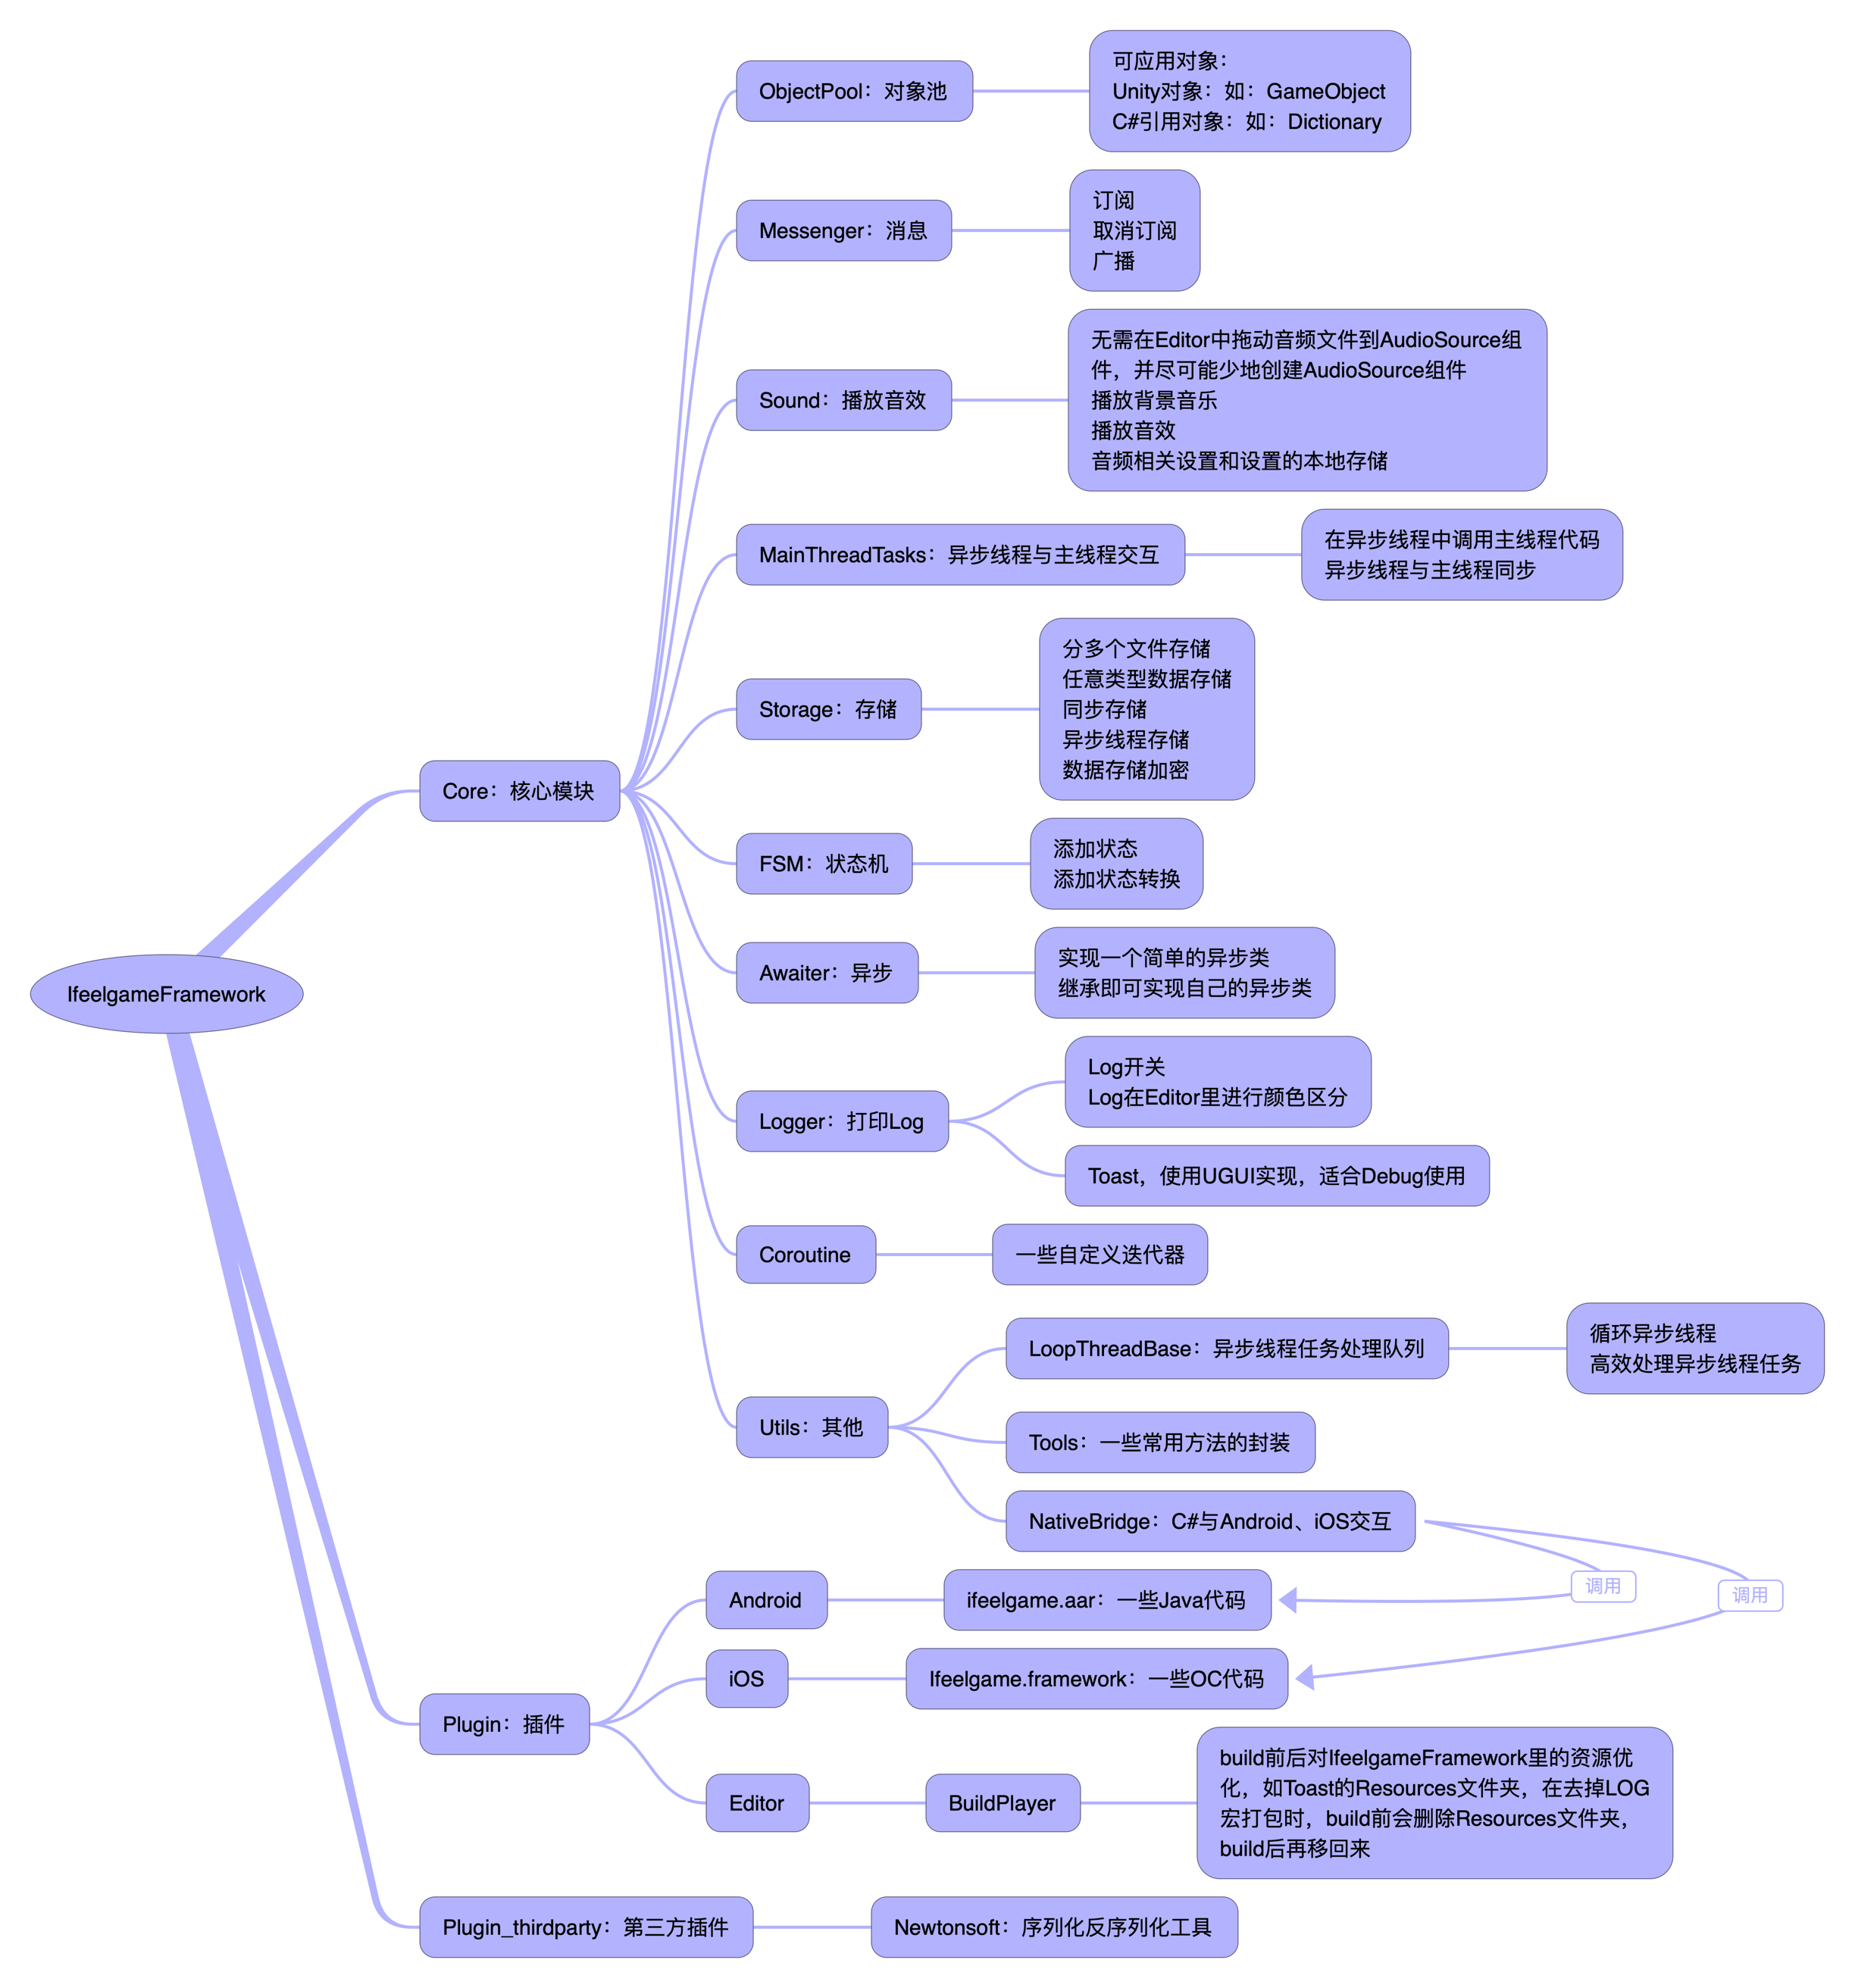 ObjectPool：对象池
可应用对象：
Unity对象：如：GameObject
C#引用对象：如：Dictionary
Messenger：消息
订阅
取消订阅
广播
Sound：播放音效
无需在Editor中拖动音频文件到AudioSource组
件，并尽可能少地创建AudioSource组件
播放背景音乐
播放音效
音频相关设置和设置的本地存储
MainThreadTasks：异步线程与主线程交互
在异步线程中调用主线程代码
异步线程与主线程同步
Storage：存储
分多个文件存储
任意类型数据存储
同步存储
异步线程存储
数据存储加密
Core：核心模块
FSM：状态机
添加状态
添加状态转换
Awaiter：异步
实现一个简单的异步类
继承即可实现自己的异步类
IfeelgameFramework
Logger：打印Log
Log开关
Log在Editor里进行颜色区分
Toast，使用UGUI实现，适合Debug使用
Coroutine
一些自定义迭代器
Utils：其他
LoopThreadBase：异步线程任务处理队列
循环异步线程
高效处理异步线程任务
Tools：一些常用方法的封装
NativeBridge：C#与Android、iOS交互
调用
调用
Android
ifeelgame.aar：一些Java代码
iOS
Ifeelgame.framework：一些OC代码
Plugin：插件
Editor
BuildPlayer
build前后对IfeelgameFramework里的资源优
化，如Toast的Resources文件夹，在去掉LOG
宏打包时，build前会删除Resources文件夹，
build后再移回来
Plugin_thirdparty：第三方插件
Newtonsoft：序列化反序列化工具